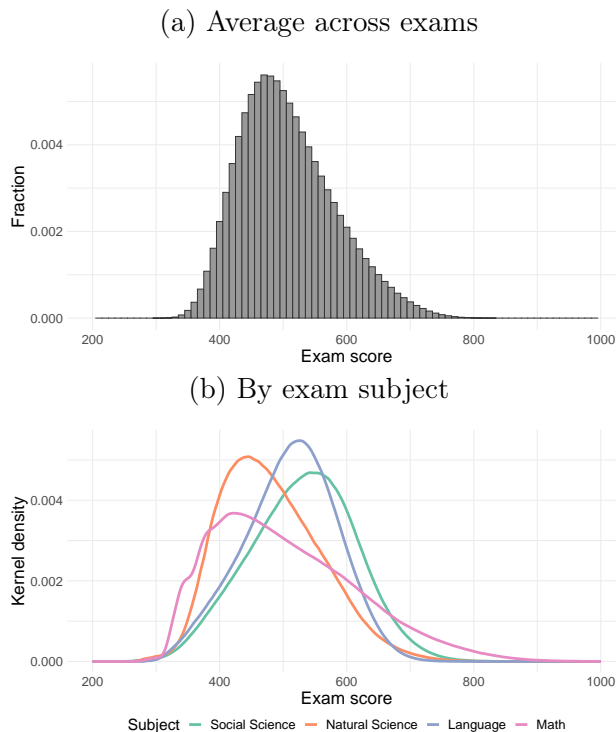 (a) Average across exams
0.004
0.002
0.000
Fraction
200 400 600 800 1000
Exam score
(b) By exam subject
0.004
0.002
0.000
Kernel density
200 400 600 800 1000
Exam score
Subject Social Science Natural Science Language Math